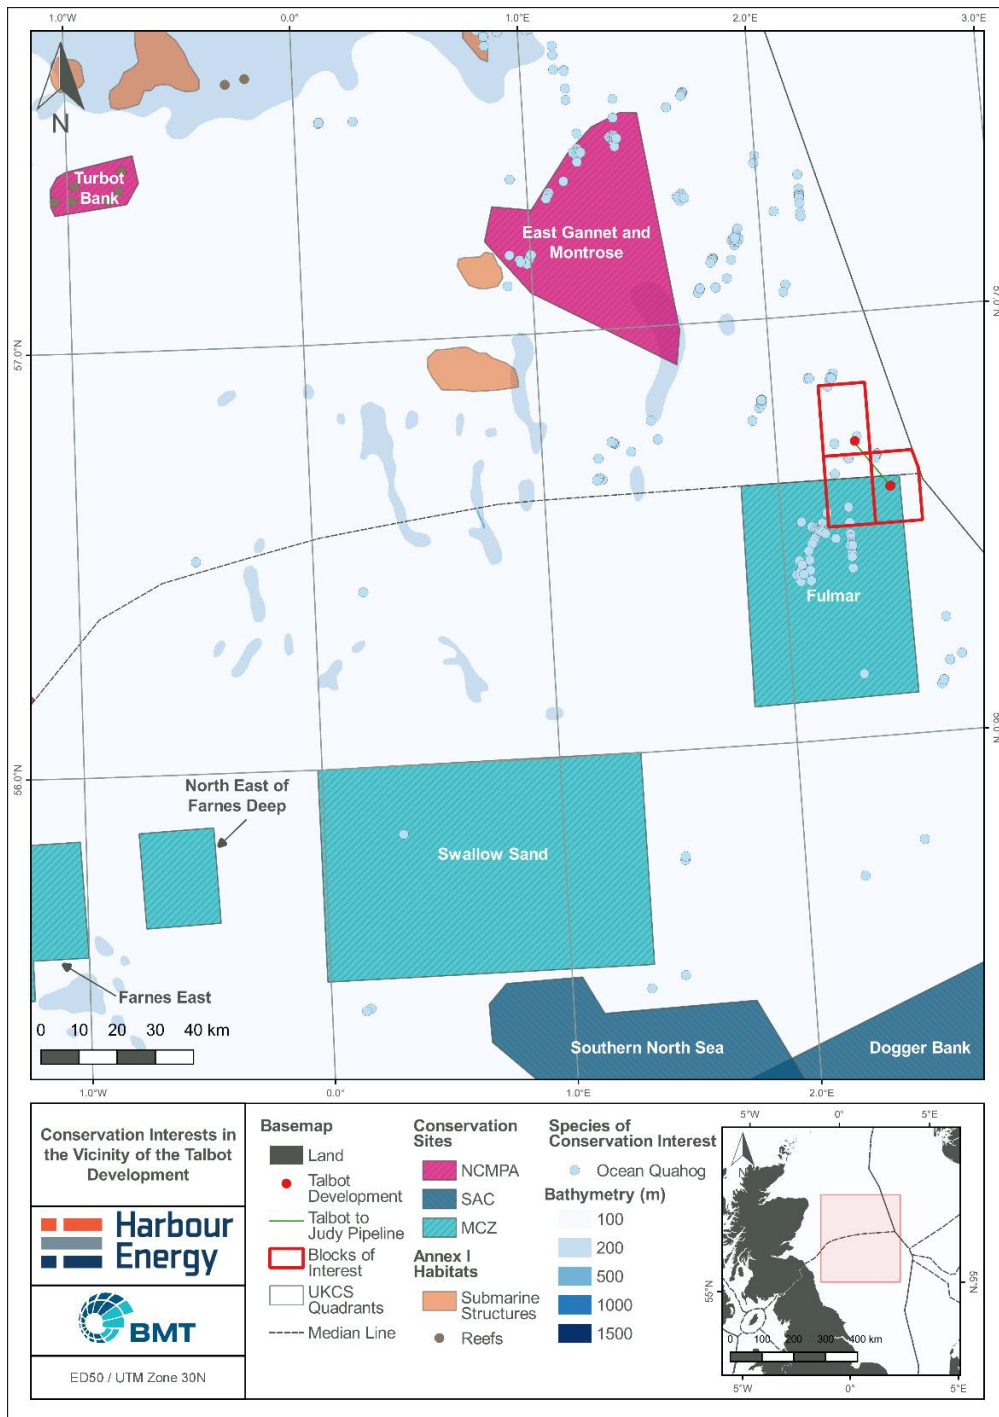 1.0°W
0.0°
1.0°E
2.0°E
3.0°E
N
Turbot
Bank
East Gannet and
Montrose
57.0°N
57.0°N
Fulmar
56.0°N
56.0°N
North East of
Farnes Deep
Swallow Sand
Farnes East
0 10 20 30 40 km
Southern North Sea
Dogger Bank
1.0°W
0.0°
1.0°E
2.0°E
Conservation Interests in
the Vicinity of the Talbot
Development
Harbour
Energy
BMT
ED50 / UTM Zone 30N
Basemap
Land
Talbot
Development
Talbot to
Judy Pipeline
Blocks of
Interest
UKCS
Quadrants
Median Line
Conservation
Sites
NCMPA
SAC
MCZ
Annex I
Habitats
Submarine
Structures
Reefs
Species of
Conservation Interest
Ocean Quahog
Bathymetry (m)
100
200
500
1000
1500
5°W
0°
5°E
N
55°N
55°N
0 100 200 300 400 km
5°W
0°
5°E